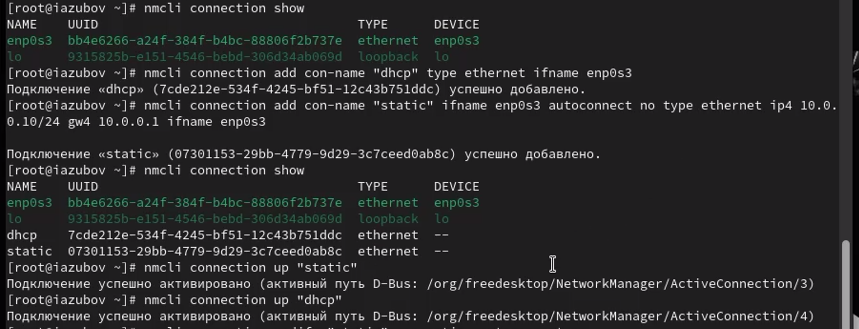 [root@iazubov ~]# nmcli connection show
NAME    UUID                                  TYPE      DEVICE
enp0s3  bb4e6266-a24f-384f-b4bc-88806f2b737e  ethernet  enp0s3
lo      9315825b-e151-4546-bebd-306d34ab069d  loopback  lo
[root@iazubov ~]# nmcli connection add con-name "dhcp" type ethernet ifname enp0s3
Подключение «dhcp» (7cde212e-534f-4245-bf51-12c43b751ddc) успешно добавлено.
[root@iazubov ~]# nmcli connection add con-name "static" ifname enp0s3 autoconnect no type ethernet ip4 10.0.
0.10/24 gw4 10.0.0.1 ifname enp0s3
Подключение «static» (07301153-29bb-4779-9d29-3c7ceed0ab8c) успешно добавлено.
[root@iazubov ~]# nmcli connection show
NAME    UUID                                  TYPE      DEVICE
enp0s3  bb4e6266-a24f-384f-b4bc-88806f2b737e  ethernet  enp0s3
lo      9315825b-e151-4546-bebd-306d34ab069d  loopback  lo
dhcp    7cde212e-534f-4245-bf51-12c43b751ddc  ethernet  --
static  07301153-29bb-4779-9d29-3c7ceed0ab8c  ethernet  --
[root@iazubov ~]# nmcli connection up "static"
Подключение успешно активировано (активный путь D-Bus: /org/freedesktop/NetworkManager/ActiveConnection/3)
[root@iazubov ~]# nmcli connection up "dhcp"
Подключение успешно активировано (активный путь D-Bus: /org/freedesktop/NetworkManager/ActiveConnection/4)